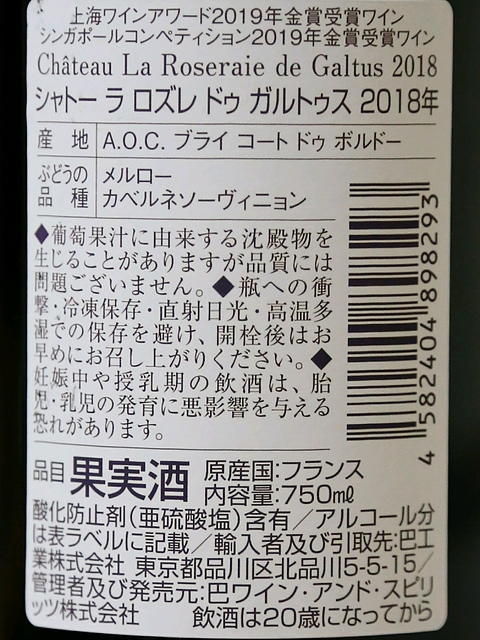 上海ワインアワード2019年金賞受賞ワイン
シンガポールコンペティション2019年金賞受賞ワイン
Château La Roseraie de Galtus 2018
シャトー ラ ロズレ ドゥ ガルトゥス 2018年
産地 A.O.C. ブライ コート ドゥ ボルドー
ぶどうの品種 メルロー
カベルネソーヴィニョン
◆葡萄果汁に由来する沈殿物を
生じることがありますが品質には
問題ございません。◆瓶への衝
撃・冷凍保存・直射日光・高温多
湿での保存を避け、開栓後はお
早めにお召し上がりください。◆
妊娠中や授乳期の飲酒は、胎
児・乳児の発育に悪影響を与える
恐れがあります。
4 582404 898293
品目 果実酒 原産国:フランス
内容量:750㎖
酸化防止剤(亜硫酸塩)含有/アルコール分
は表ラベルに記載/輸入者及び引取先:巴工
業株式会社 東京都品川区北品川5-5-15/
管理者及び発売元:巴ワイン・アンド・スピリ
ッツ株式会社 飲酒は20歳になってから